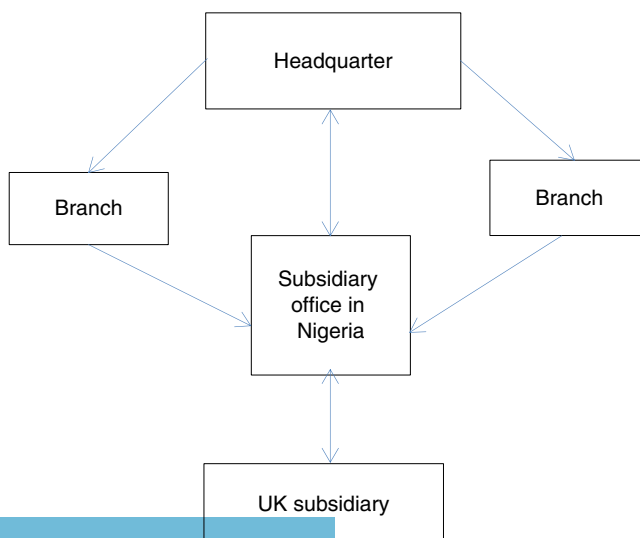 Headquarter
Branch
Branch
Subsidiary
office in
Nigeria
UK subsidiary